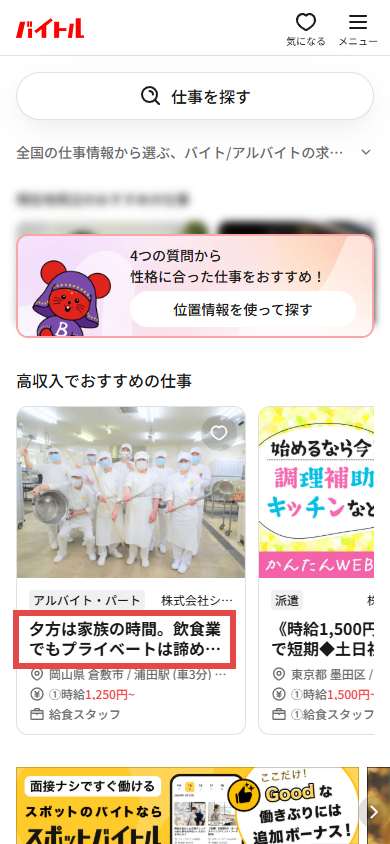 バイトル
気になる
メニュー
仕事を探す
全国の仕事情報から選ぶ、バイト/アルバイトの求…
4つの質問から
性格に合った仕事をおすすめ！
位置情報を使って探す
B
高収入でおすすめの仕事
アルバイト・パート 株式会社シ…
夕方は家族の時間。飲食業
でもプライベートは諦め…
岡山県 倉敷市 / 浦田駅 (車3分) …
①時給1,250円~
給食スタッフ
始めるなら今
調理補助
キッチンなど
かんたんWEB
派遣 株
《時給1,500円
で短期◆土日祝
東京都 墨田区 /
①時給1,500円~
①給食スタッフ
面接ナシですぐ働ける
スポットのバイトなら
スポットバイトル
ここだけ！
Goodな
働きぶりには
追加ボーナス！